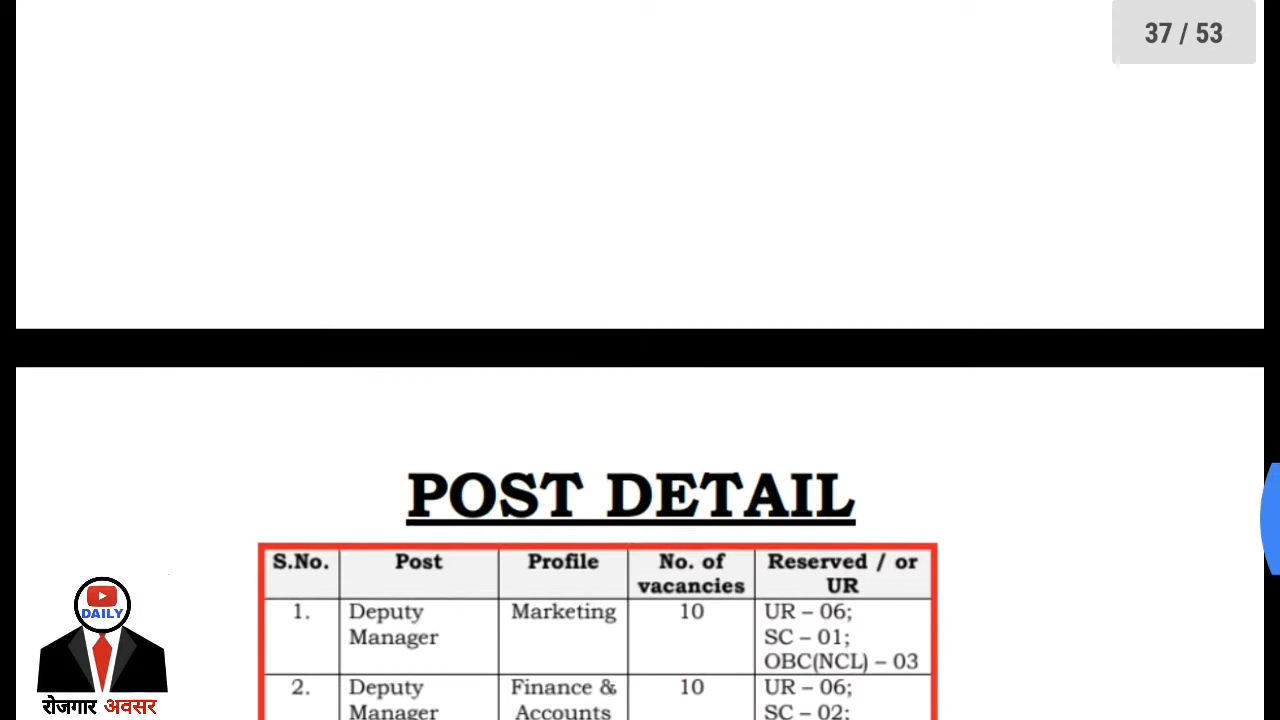 37 / 53
POST DETAIL
S.No. Post Profile No. of vacancies Reserved / or UR
1. Deputy Manager Marketing 10 UR – 06; SC – 01; OBC(NCL) – 03
2. Deputy Manager Finance & Accounts 10 UR – 06; SC – 02;
DAILY
रोजगार अवसर